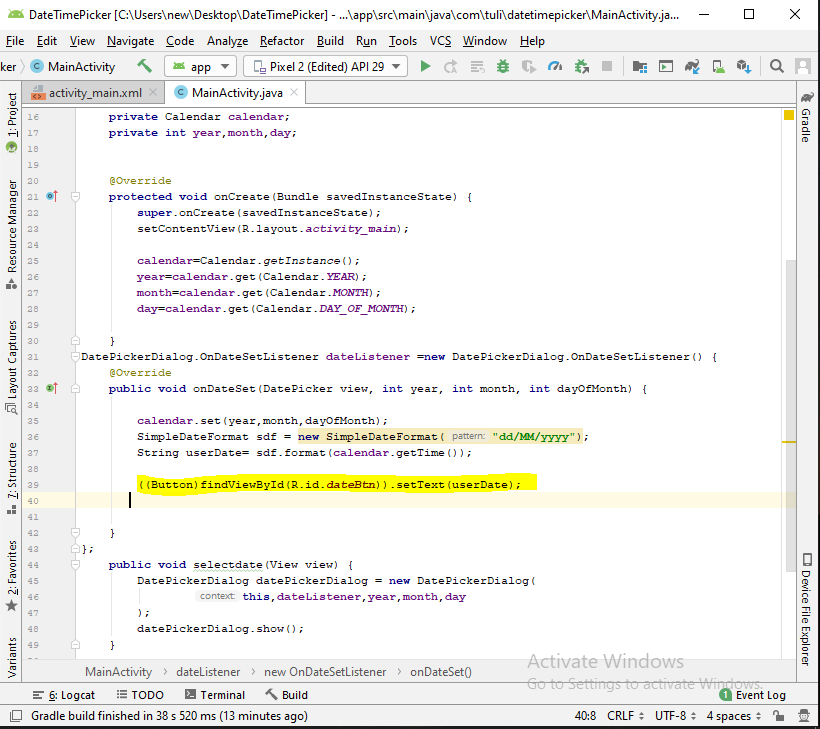 DateTimePicker [C:\Users\new\Desktop\DateTimePicker] - ...\app\src\main\java\com\tuli\datetimepicker\MainActivity.ja...
File Edit View Navigate Code Analyze Refactor Build Run Tools VCS Window Help
ker MainActivity app Pixel 2 (Edited) API 29
activity_main.xml MainActivity.java
1: Project
Resource Manager
Layout Captures
7: Structure
2: Favorites
Variants
16 private Calendar calendar;
17 private int year,month,day;
18
19
20 @Override
21 protected void onCreate(Bundle savedInstanceState) {
22 super.onCreate(savedInstanceState);
23 setContentView(R.layout.activity_main);
24
25 calendar=Calendar.getInstance();
26 year=calendar.get(Calendar.YEAR);
27 month=calendar.get(Calendar.MONTH);
28 day=calendar.get(Calendar.DAY_OF_MONTH);
29
30 }
31 DatePickerDialog.OnDateSetListener dateListener =new DatePickerDialog.OnDateSetListener() {
32 @Override
33 public void onDateSet(DatePicker view, int year, int month, int dayOfMonth) {
34
35 calendar.set(year,month,dayOfMonth);
36 SimpleDateFormat sdf = new SimpleDateFormat( pattern: "dd/MM/yyyy");
37 String userDate= sdf.format(calendar.getTime());
38
39 ((Button)findViewById(R.id.dateBtn)).setText(userDate);
40
41
42 }
43 };
44 public void selectdate(View view) {
45 DatePickerDialog datePickerDialog = new DatePickerDialog(
46 context: this,dateListener,year,month,day
47 );
48 datePickerDialog.show();
49 }
Gradle
Device File Explorer
MainActivity > dateListener > new OnDateSetListener > onDateSet()
Activate Windows
Go to Settings to activate Windows.
6: Logcat TODO Terminal Build 1 Event Log
Gradle build finished in 38 s 520 ms (13 minutes ago) 40:8 CRLF UTF-8 4 spaces